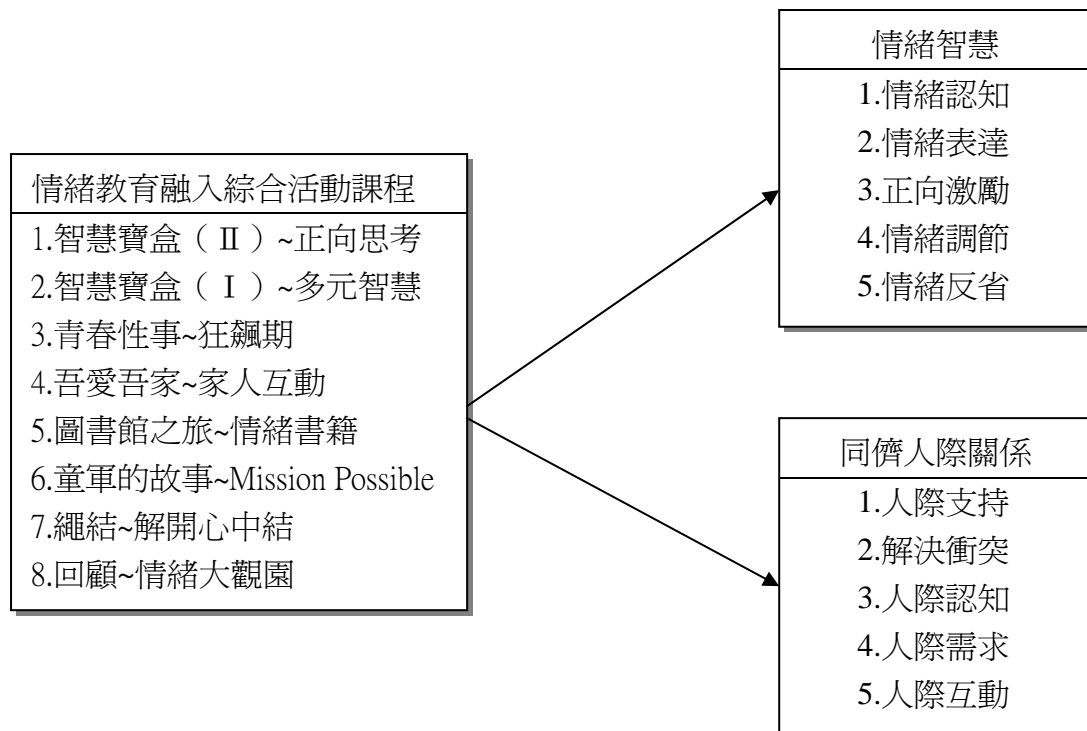 情緒教育融入綜合活動課程
1.智慧寶盒（Ⅱ）~正向思考
2.智慧寶盒（Ⅰ）~多元智慧
3.青春性事~狂飆期
4.吾愛吾家~家人互動
5.圖書館之旅~情緒書籍
6.童軍的故事~Mission Possible
7.繩結~解開心中結
8.回顧~情緒大觀園
情緒智慧
1.情緒認知
2.情緒表達
3.正向激勵
4.情緒調節
5.情緒反省
同儕人際關係
1.人際支持
2.解決衝突
3.人際認知
4.人際需求
5.人際互動